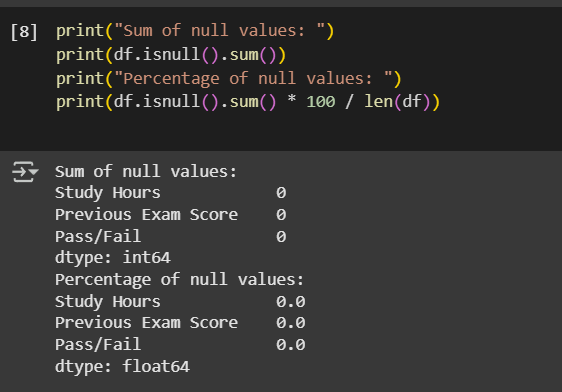 [8] print("Sum of null values: ")
print(df.isnull().sum())
print("Percentage of null values: ")
print(df.isnull().sum() * 100 / len(df))
Sum of null values:
Study Hours 0
Previous Exam Score 0
Pass/Fail 0
dtype: int64
Percentage of null values:
Study Hours 0.0
Previous Exam Score 0.0
Pass/Fail 0.0
dtype: float64